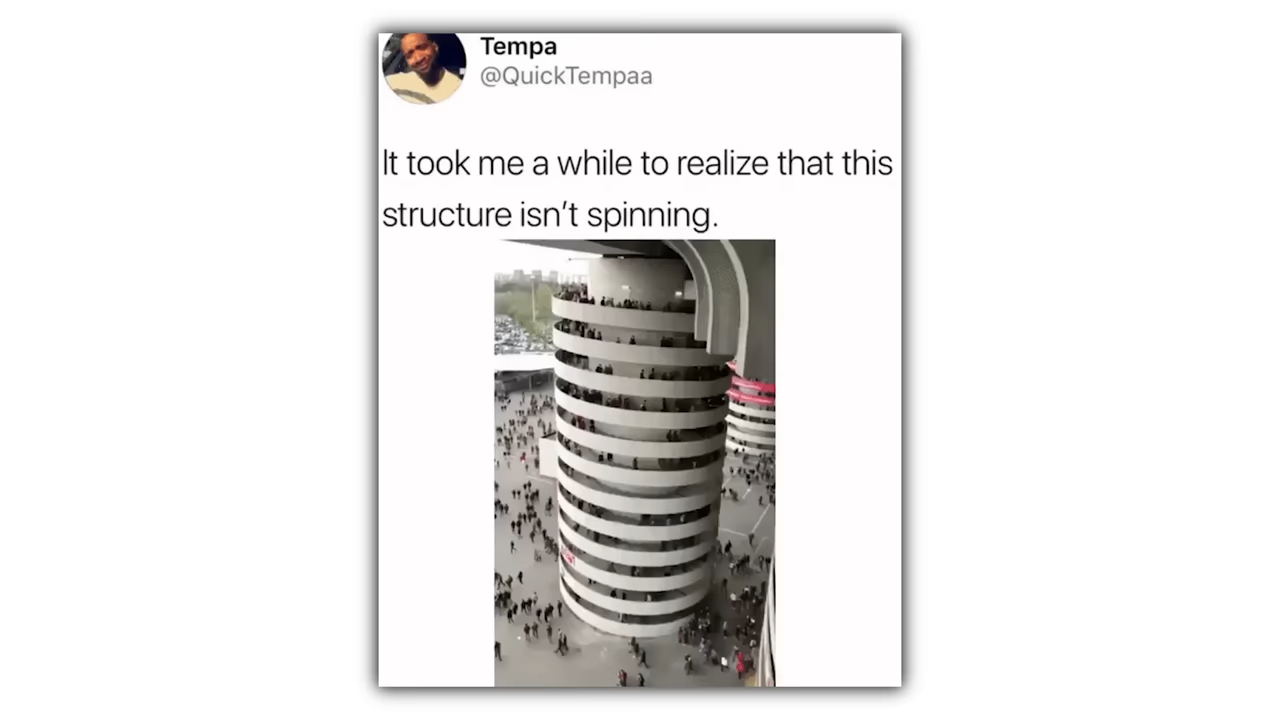 Tempa
@QuickTempaa
It took me a while to realize that this
structure isn’t spinning.